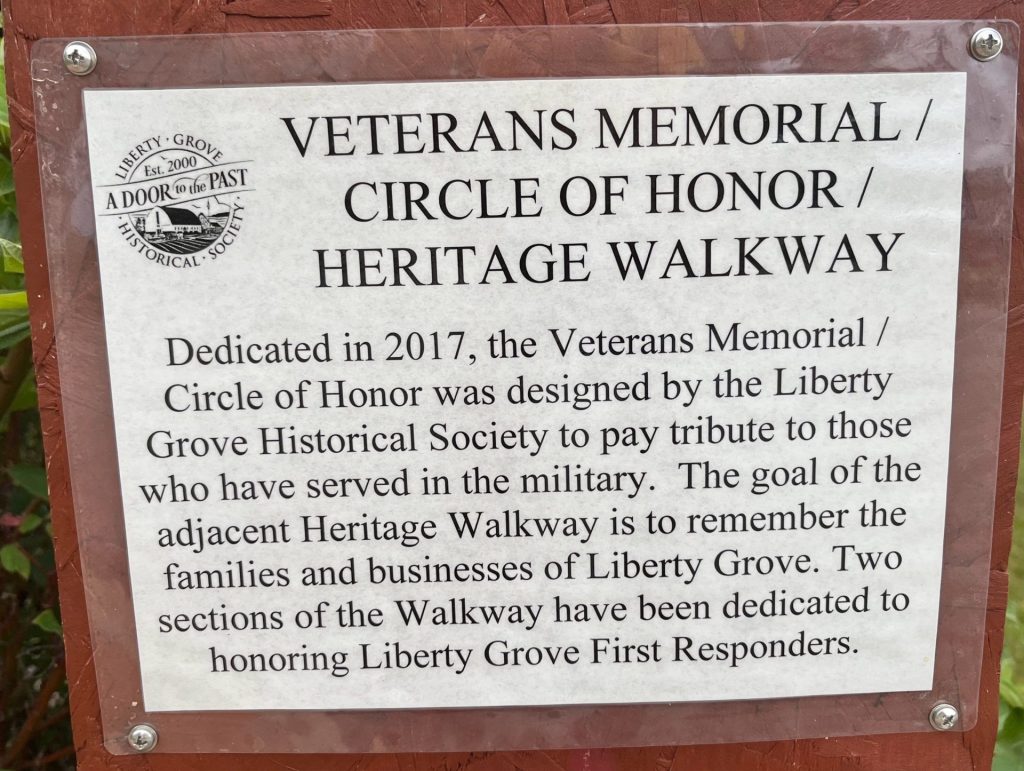 LIBERTY · GROVE
Est. 2000
A DOOR to the PAST
· HISTORICAL · SOCIETY ·
VETERANS MEMORIAL /
CIRCLE OF HONOR /
HERITAGE WALKWAY
Dedicated in 2017, the Veterans Memorial /
Circle of Honor was designed by the Liberty
Grove Historical Society to pay tribute to those
who have served in the military.  The goal of the
adjacent Heritage Walkway is to remember the
families and businesses of Liberty Grove. Two
sections of the Walkway have been dedicated to
honoring Liberty Grove First Responders.